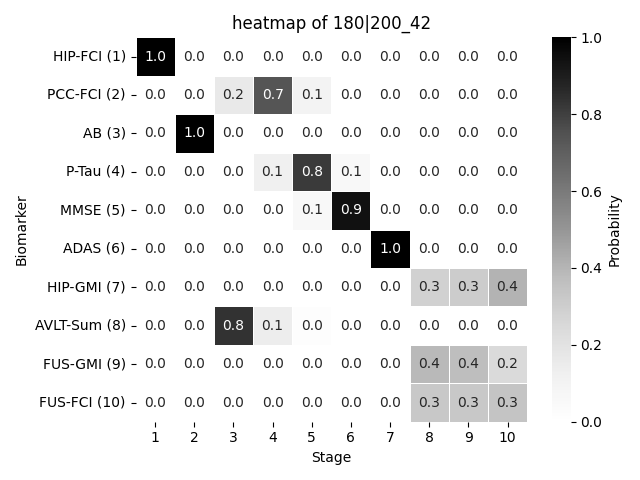 heatmap of 180|200_42
HIP-FCI (1) 1.0 0.0 0.0 0.0 0.0 0.0 0.0 0.0 0.0 0.0
PCC-FCI (2) 0.0 0.0 0.2 0.7 0.1 0.0 0.0 0.0 0.0 0.0
AB (3) 0.0 1.0 0.0 0.0 0.0 0.0 0.0 0.0 0.0 0.0
P-Tau (4) 0.0 0.0 0.0 0.1 0.8 0.1 0.0 0.0 0.0 0.0
MMSE (5) 0.0 0.0 0.0 0.0 0.1 0.9 0.0 0.0 0.0 0.0
ADAS (6) 0.0 0.0 0.0 0.0 0.0 0.0 1.0 0.0 0.0 0.0
HIP-GMI (7) 0.0 0.0 0.0 0.0 0.0 0.0 0.0 0.3 0.3 0.4
AVLT-Sum (8) 0.0 0.0 0.8 0.1 0.0 0.0 0.0 0.0 0.0 0.0
FUS-GMI (9) 0.0 0.0 0.0 0.0 0.0 0.0 0.0 0.4 0.4 0.2
FUS-FCI (10) 0.0 0.0 0.0 0.0 0.0 0.0 0.0 0.3 0.3 0.3
1 2 3 4 5 6 7 8 9 10
Stage
Biomarker
1.0
0.8
0.6
0.4
0.2
0.0
Probability